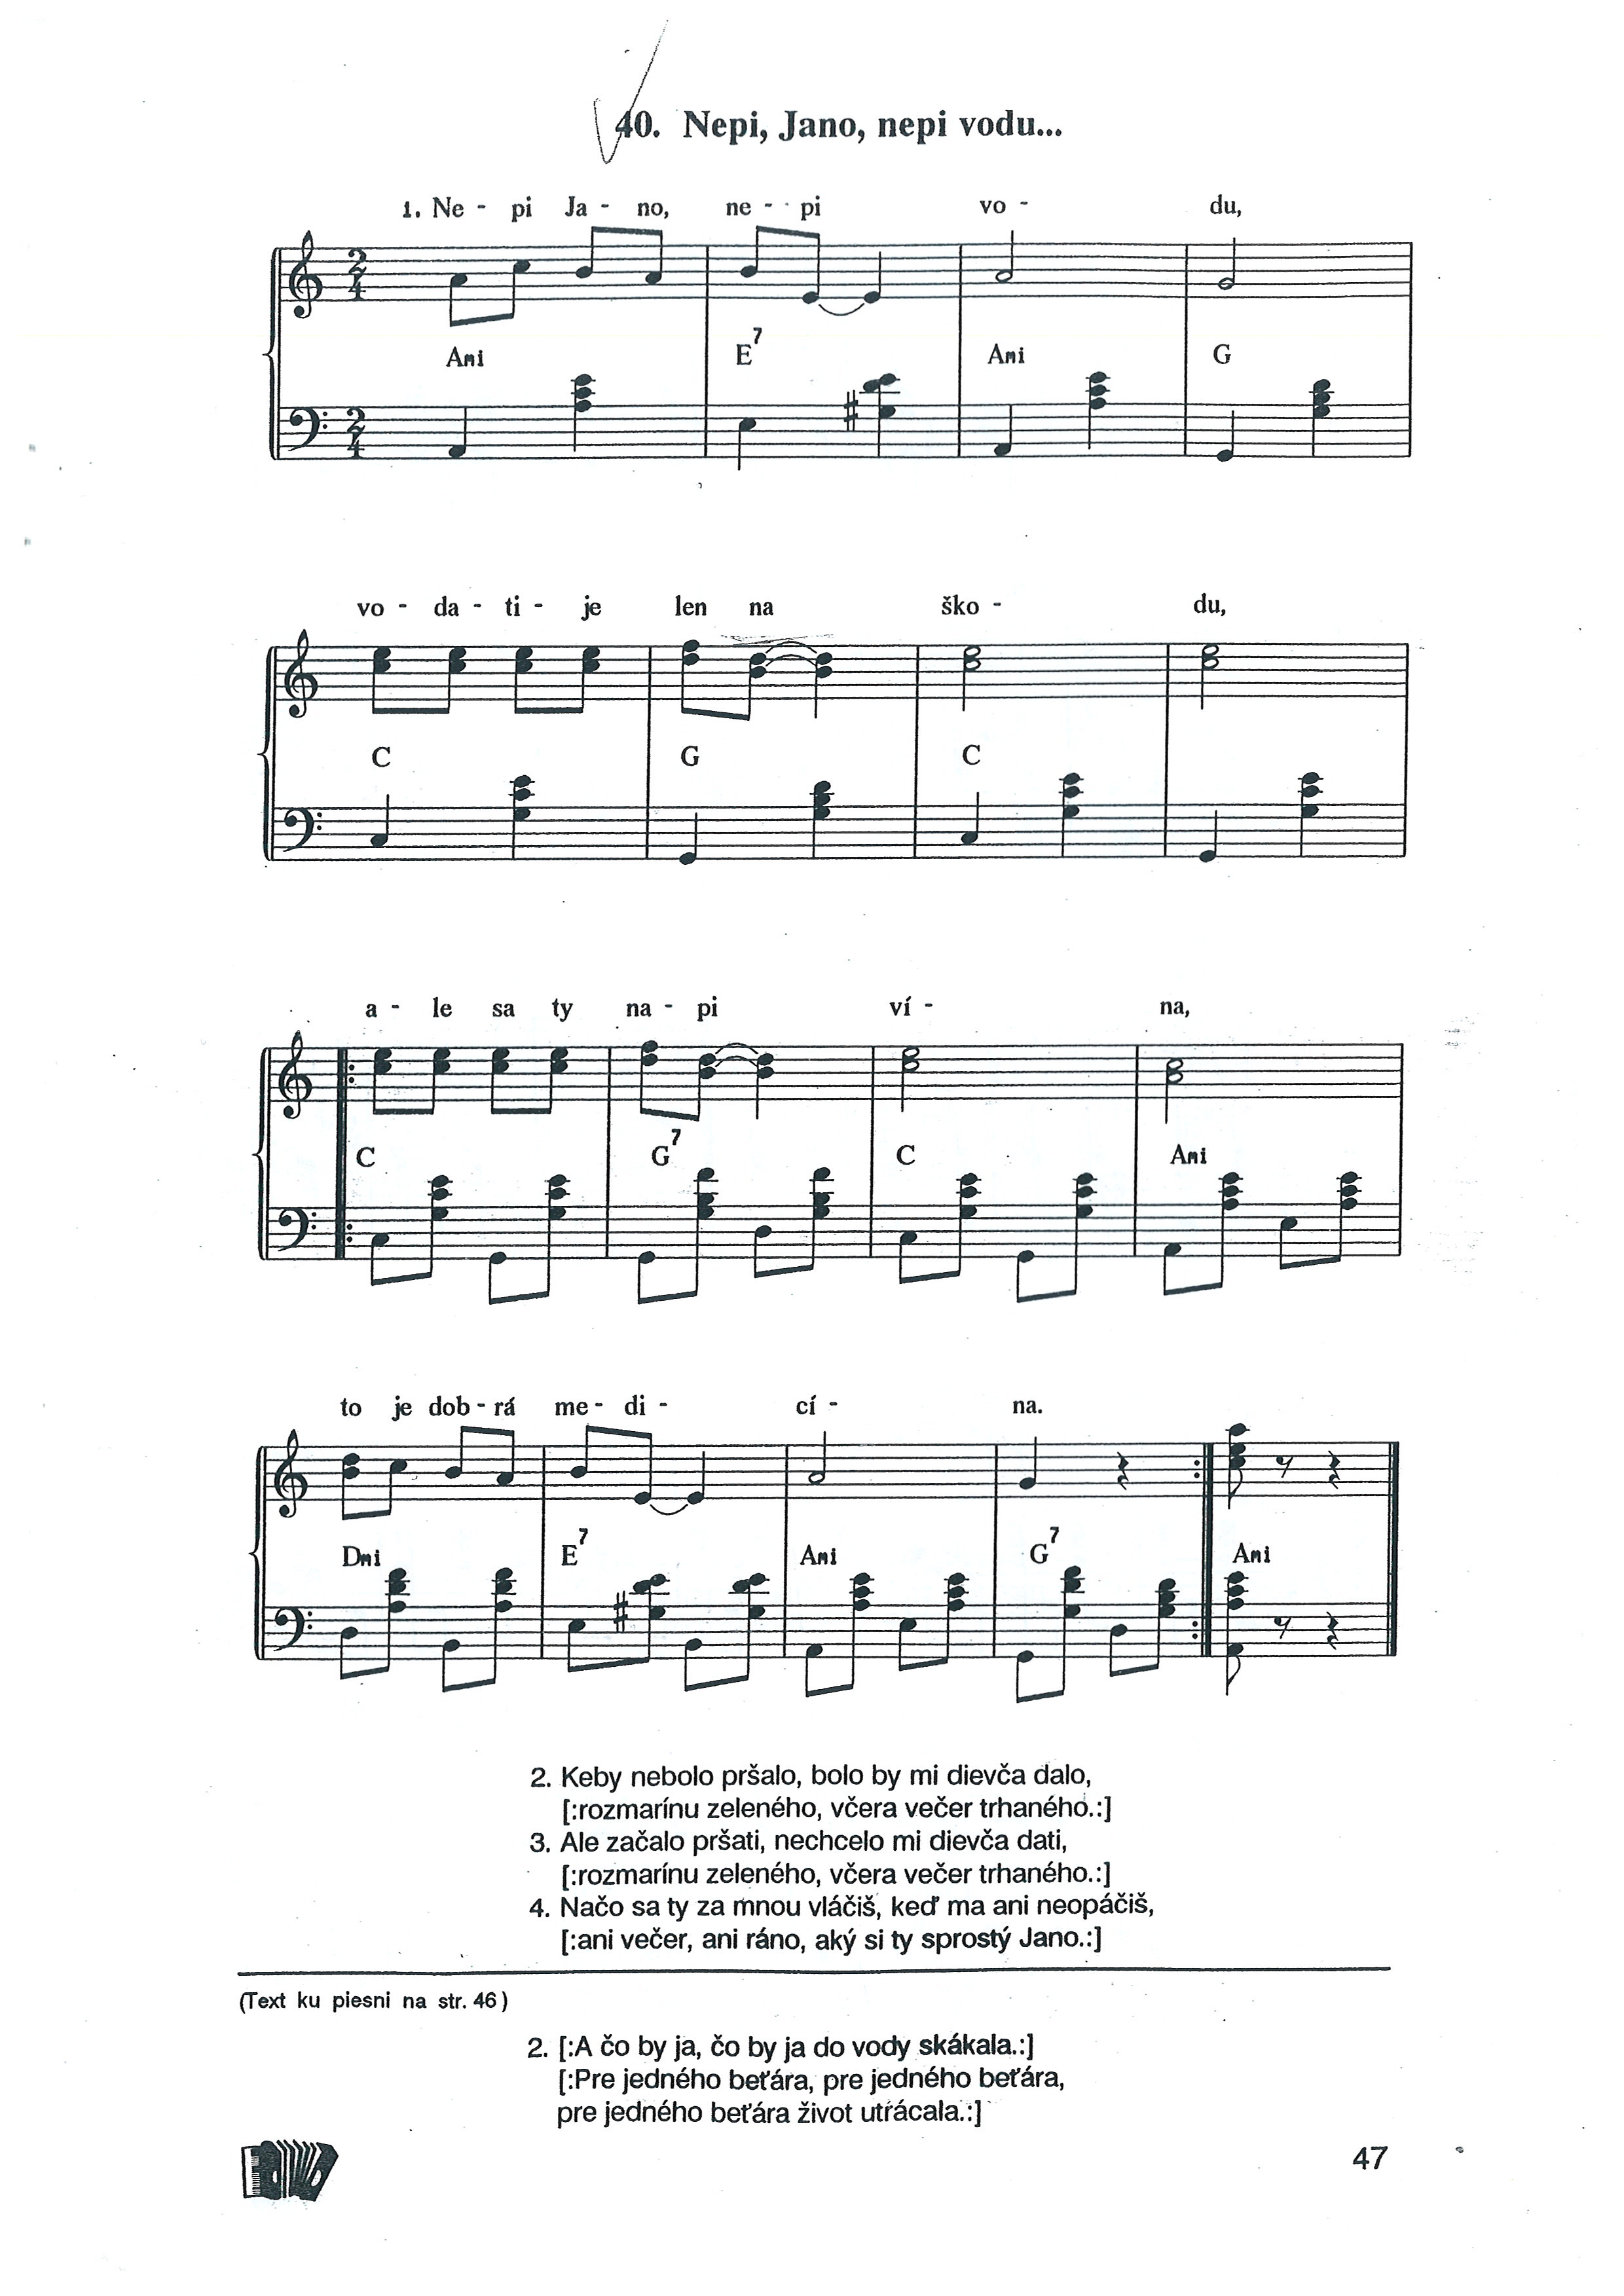 40. Nepi, Jano, nepi vodu...
1. Ne - pi Ja - no, ne - pi vo - du,
2 4
Ami E7 Ami G
2 4
vo - da - ti - je len na ško - du,
C G C
a - le sa ty na - pi ví - na,
C G7 C Ami
to je dob - rá me - di - cí - na.
Dmi E7 Ami G7 Ami
2. Keby nebolo pršalo, bolo by mi dievča dalo,
[:rozmarínu zeleného, včera večer trhaného.:]
3. Ale začalo pršati, nechcelo mi dievča dati,
[:rozmarínu zeleného, včera večer trhaného.:]
4. Načo sa ty za mnou vláčiš, keď ma ani neopáčiš,
[:ani večer, ani ráno, aký si ty sprostý Jano.:]
(Text ku piesni na str. 46)
2. [:A čo by ja, čo by ja do vody skákala.:]
[:Pre jedného beťára, pre jedného beťára,
pre jedného beťára život utrácala.:]
47